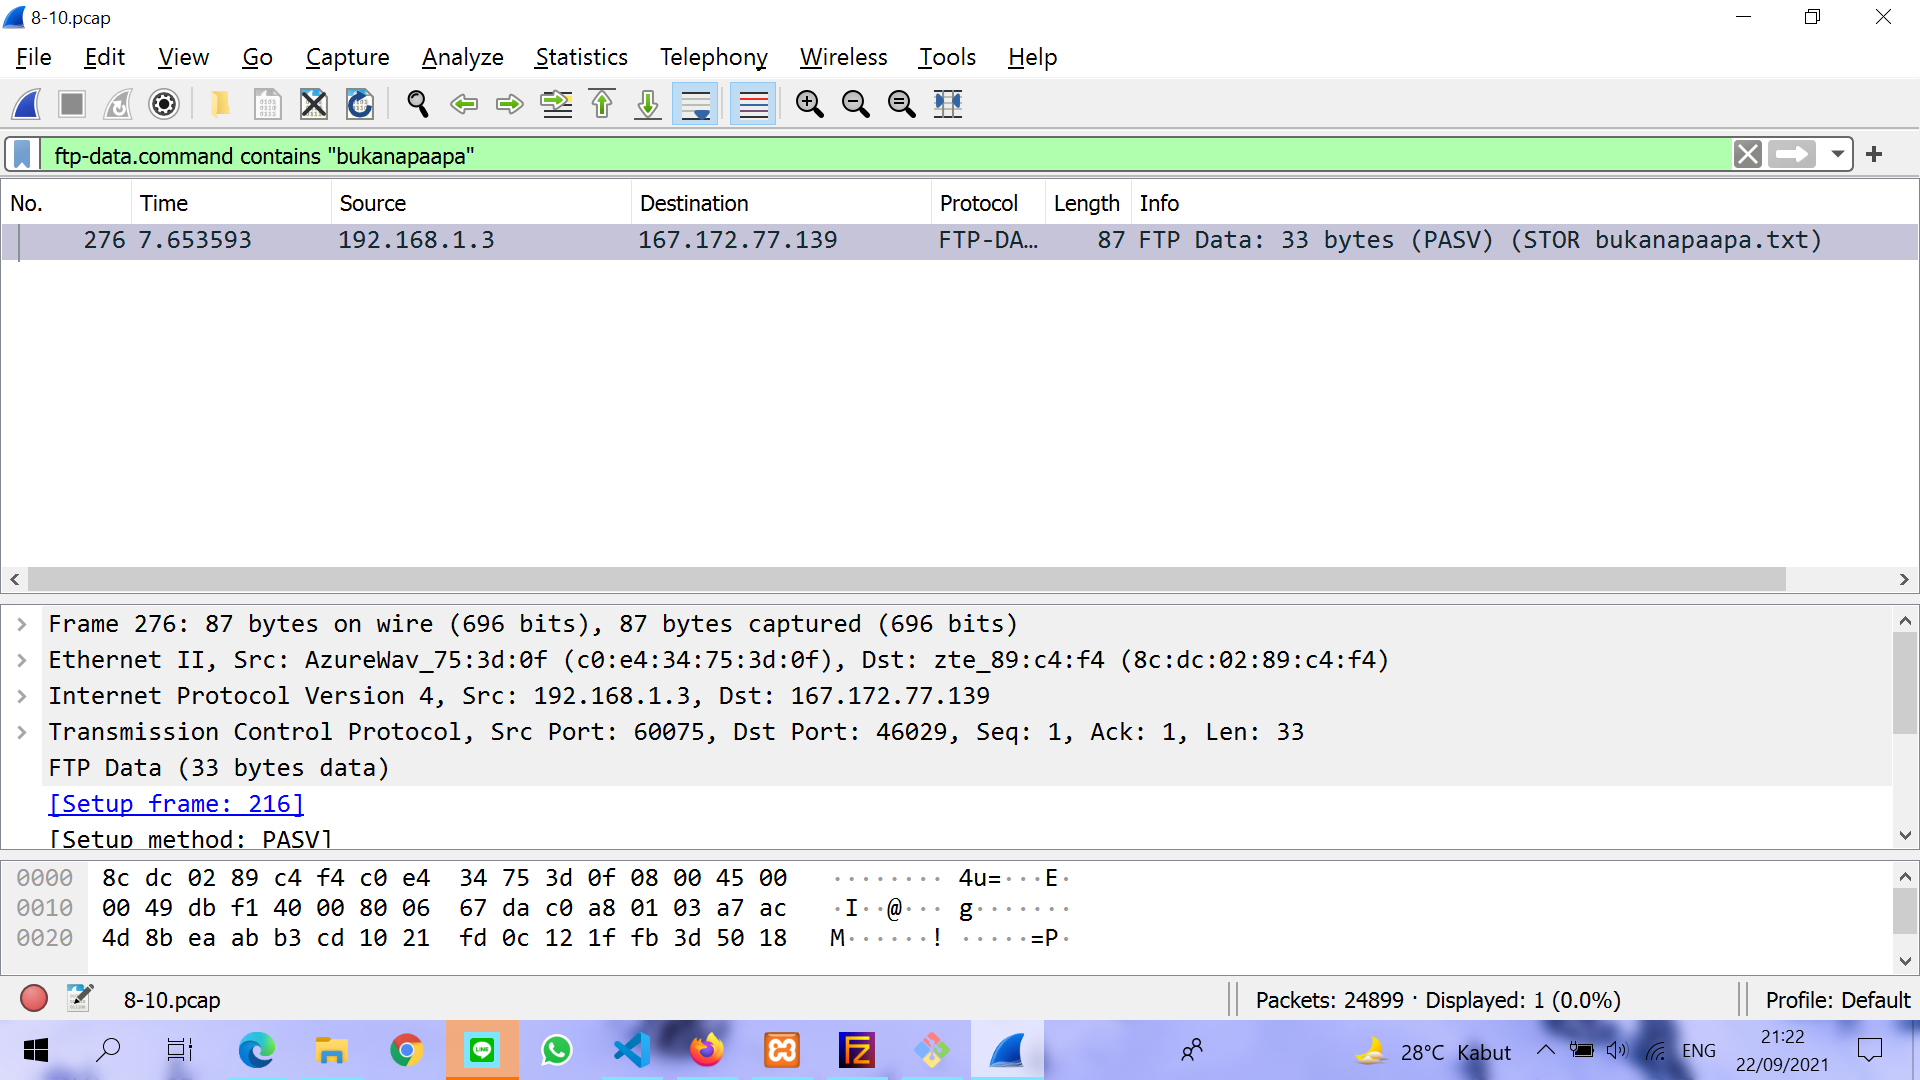 8-10.pcap
File Edit View Go Capture Analyze Statistics Telephony Wireless Tools Help
ftp-data.command contains "bukanapaapa"
No. Time Source Destination Protocol Length Info
276 7.653593 192.168.1.3 167.172.77.139 FTP-DA… 87 FTP Data: 33 bytes (PASV) (STOR bukanapaapa.txt)
Frame 276: 87 bytes on wire (696 bits), 87 bytes captured (696 bits)
Ethernet II, Src: AzureWav_75:3d:0f (c0:e4:34:75:3d:0f), Dst: zte_89:c4:f4 (8c:dc:02:89:c4:f4)
Internet Protocol Version 4, Src: 192.168.1.3, Dst: 167.172.77.139
Transmission Control Protocol, Src Port: 60075, Dst Port: 46029, Seq: 1, Ack: 1, Len: 33
FTP Data (33 bytes data)
[Setup frame: 216]
[Setup method: PASV]
0000 8c dc 02 89 c4 f4 c0 e4 34 75 3d 0f 08 00 45 00 ········ 4u=···E·
0010 00 49 db f1 40 00 80 06 67 da c0 a8 01 03 a7 ac ·I··@··· g·······
0020 4d 8b ea ab b3 cd 10 21 fd 0c 12 1f fb 3d 50 18 M······! ·····=P·
8-10.pcap Packets: 24899 · Displayed: 1 (0.0%) Profile: Default
28°C Kabut ENG 21:22
22/09/2021